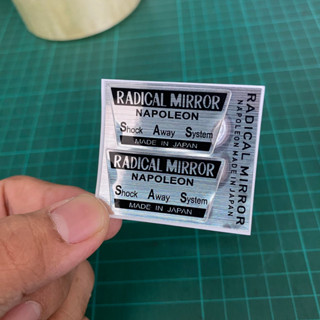 RADICAL MIRROR
NAPOLEON
Shock Away System
MADE IN JAPAN
RADICAL MIRROR
NAPOLEON
Shock Away System
MADE IN JAPAN
RADICAL MIRROR
NAPOLEON MADE IN JAPAN